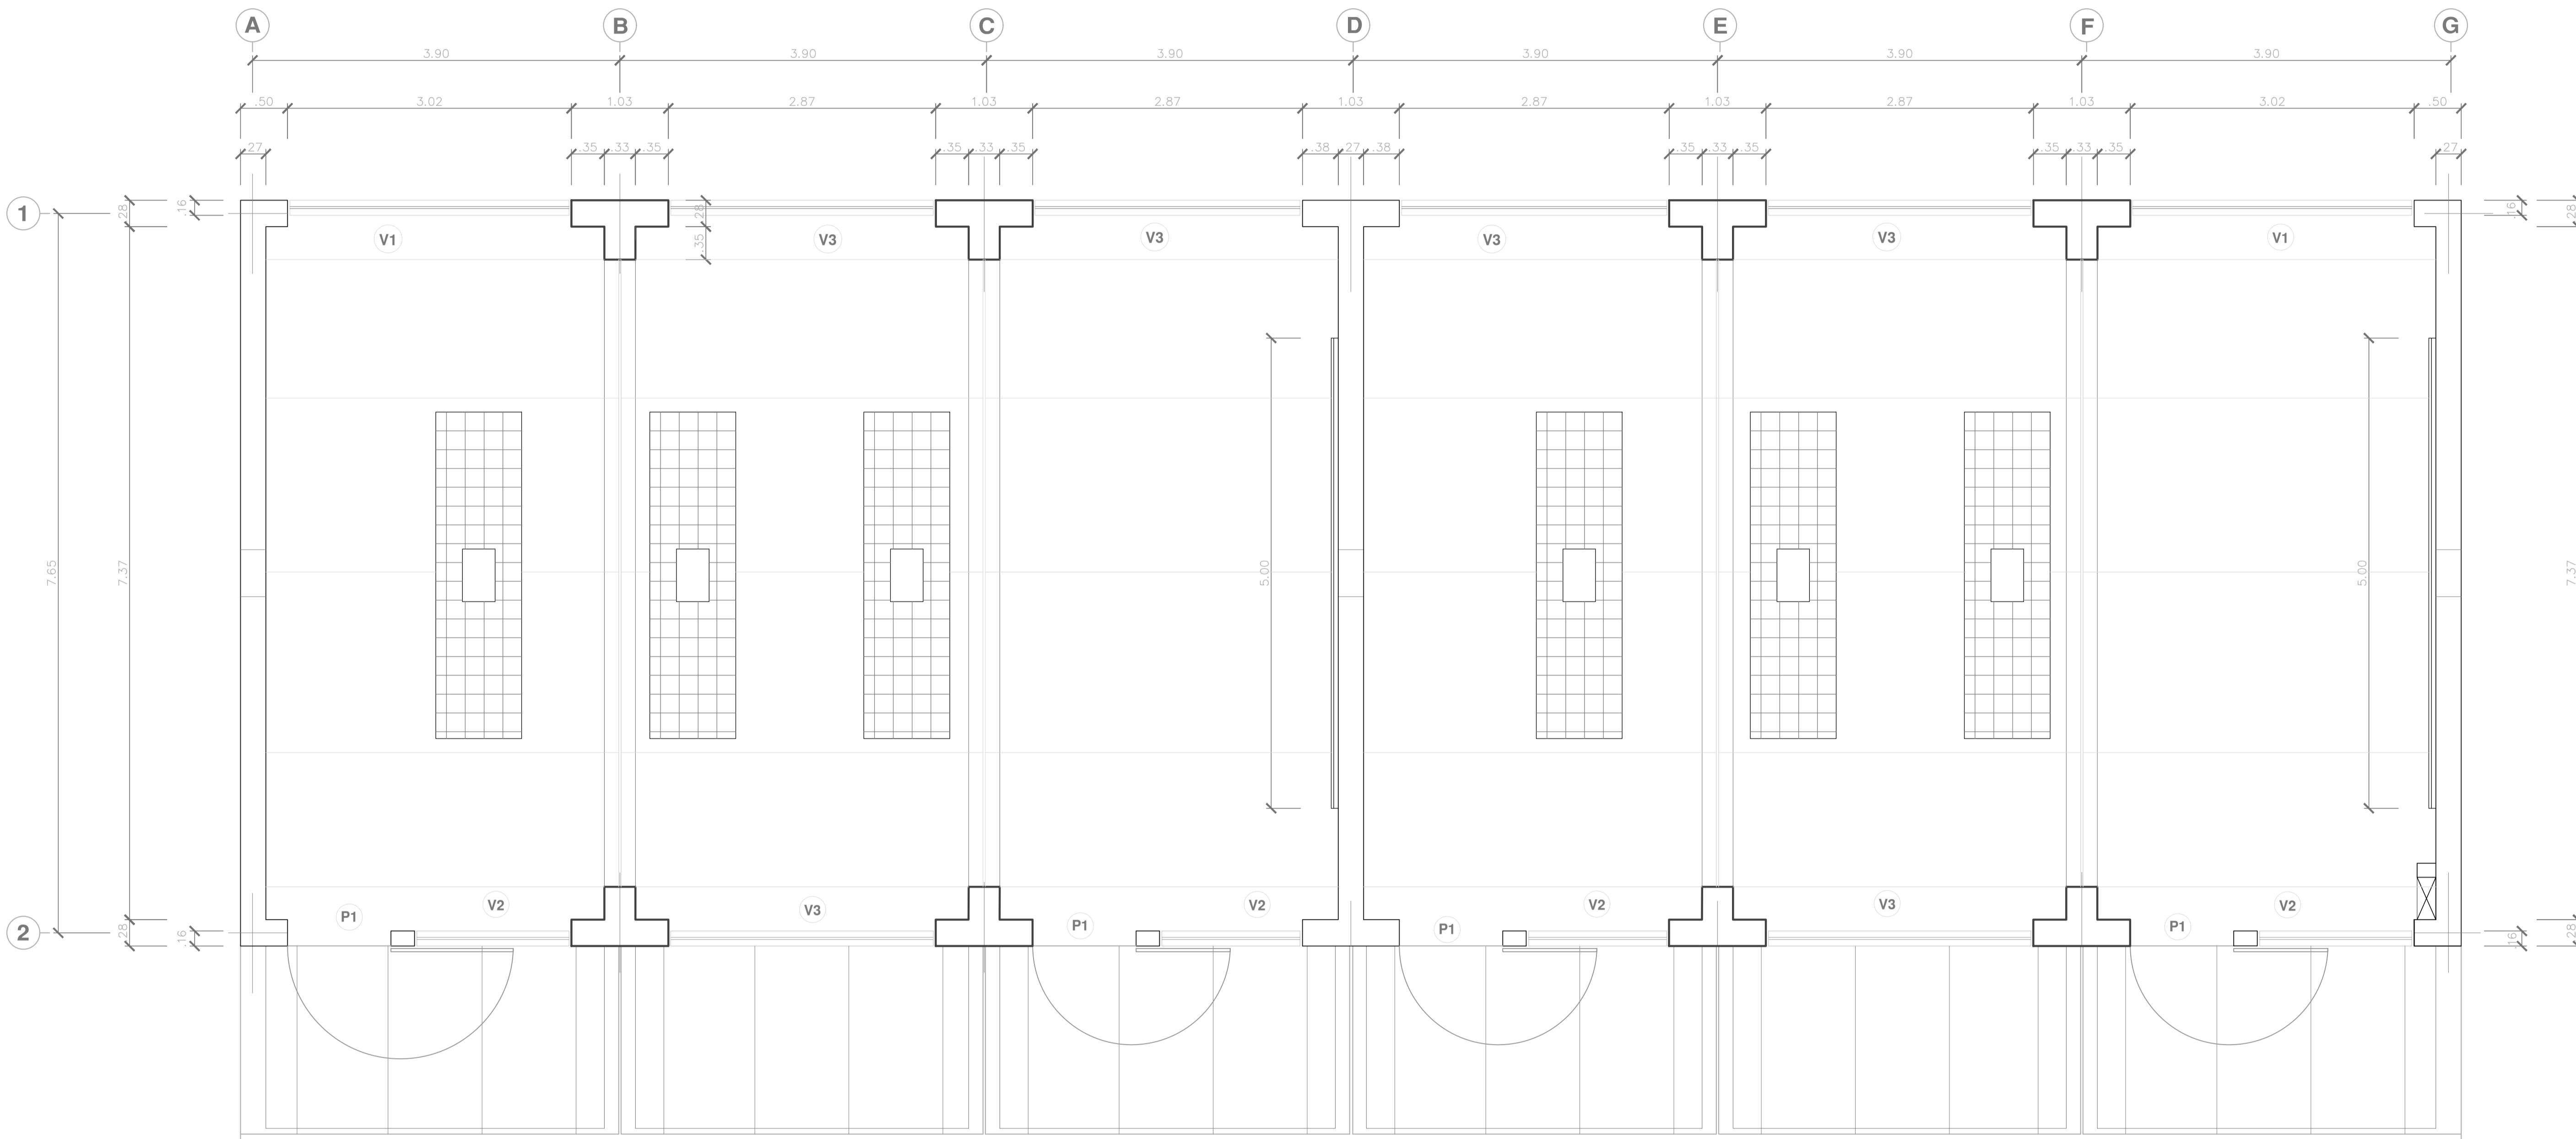 A B C D E F G
3.90 3.90 3.90 3.90 3.90 3.90
.50 3.02 1.03 2.87 1.03 2.87 1.03 2.87 1.03 2.87 1.03 3.02 .50
.27 .35 .33 .35 .35 .33 .35 .38 .27 .38 .35 .33 .35 .35 .33 .35 .27
1 .28 .16 .28 .16 .28
.35
V1 V3 V3 V3 V3 V1
7.65 7.37 5.00 5.00 7.37
P1 V2 V3 P1 V2 P1 V2 V3 P1 V2
2 .28 .16 .16 .28